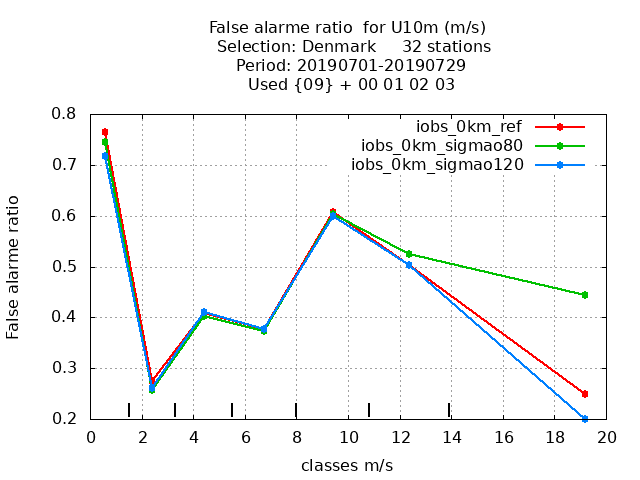 False alarme ratio  for U10m (m/s)
Selection: Denmark     32 stations
Period: 20190701-20190729
Used {09} + 00 01 02 03
iobs_0km_ref
iobs_0km_sigmao80
iobs_0km_sigmao120
False alarme ratio
0.8
0.7
0.6
0.5
0.4
0.3
0.2
0 2 4 6 8 10 12 14 16 18 20
classes m/s